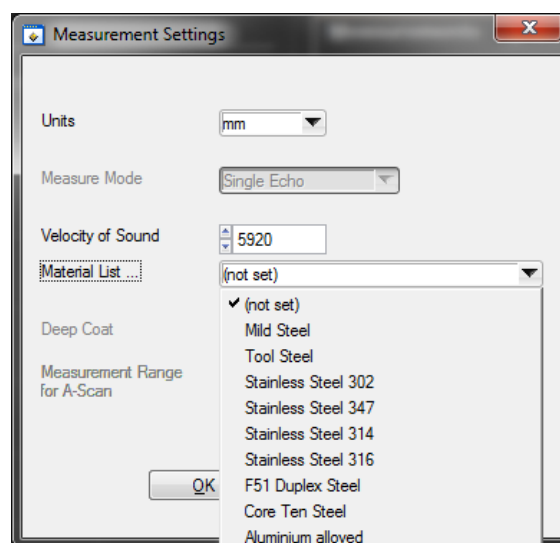 Measurement Settings
Units
mm
Measure Mode
Single Echo
Velocity of Sound
5920
Material List ...
(not set)
(not set)
Mild Steel
Deep Coat
Tool Steel
Measurement Range
for A-Scan
Stainless Steel 302
Stainless Steel 347
Stainless Steel 314
Stainless Steel 316
OK
F51 Duplex Steel
Core Ten Steel
Aluminium alloyed